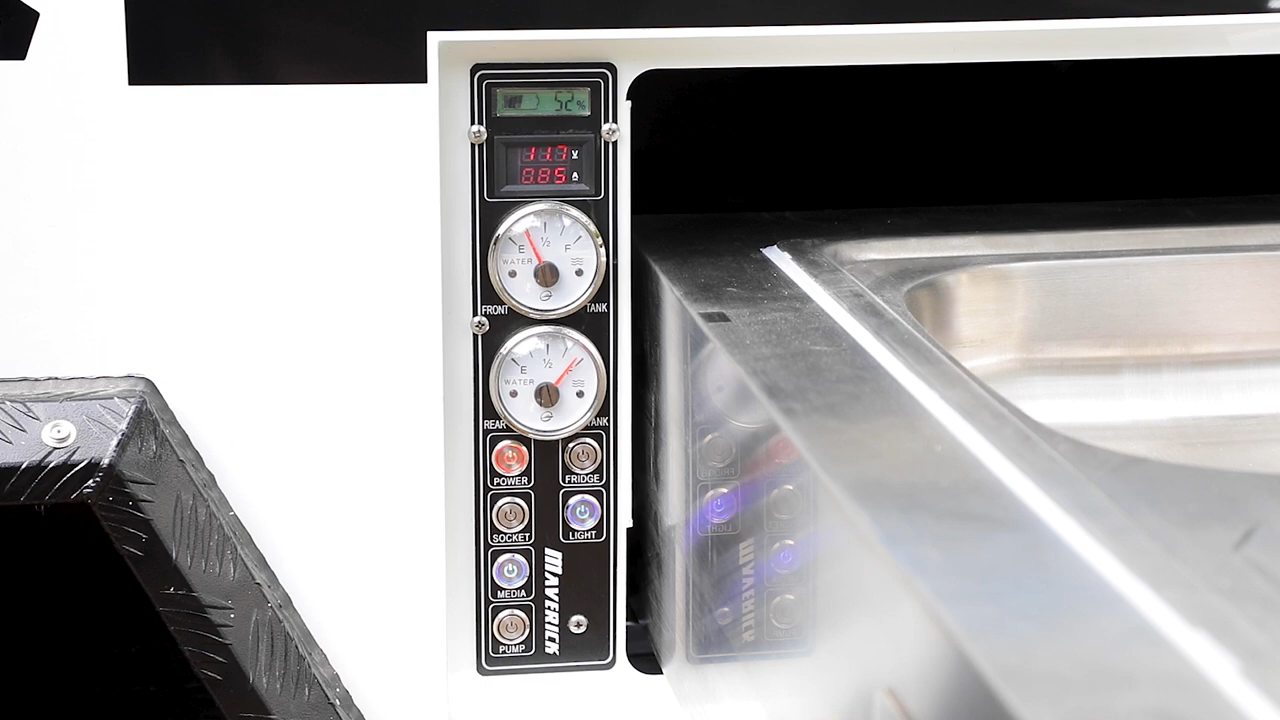 52%
11.7 V
0.85 A
E 1/2 F
WATER
FRONT TANK
E 1/2
WATER
REAR TANK
POWER FRIDGE
SOCKET LIGHT
MEDIA
PUMP
MAVERICK